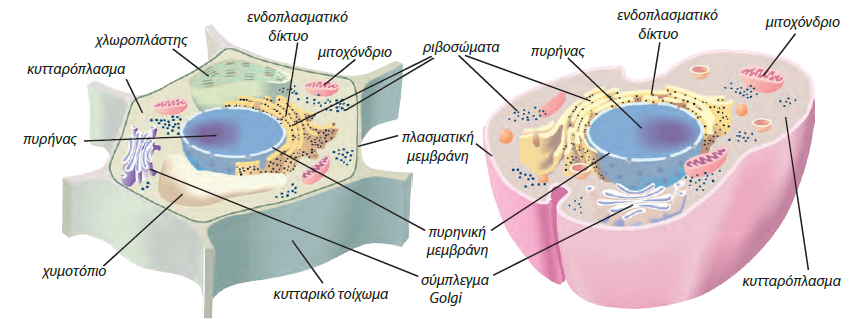 ενδοπλασματικό
δίκτυο
χλωροπλάστης
μιτοχόνδριο
ριβοσώματα
πυρήνας
ενδοπλασματικό
δίκτυο
μιτοχόνδριο
κυτταρόπλασμα
πυρήνας
πλασματική
μεμβράνη
πυρηνική
μεμβράνη
χυμοτόπιο
κυτταρικό τοίχωμα
σύμπλεγμα
Golgi
κυτταρόπλασμα